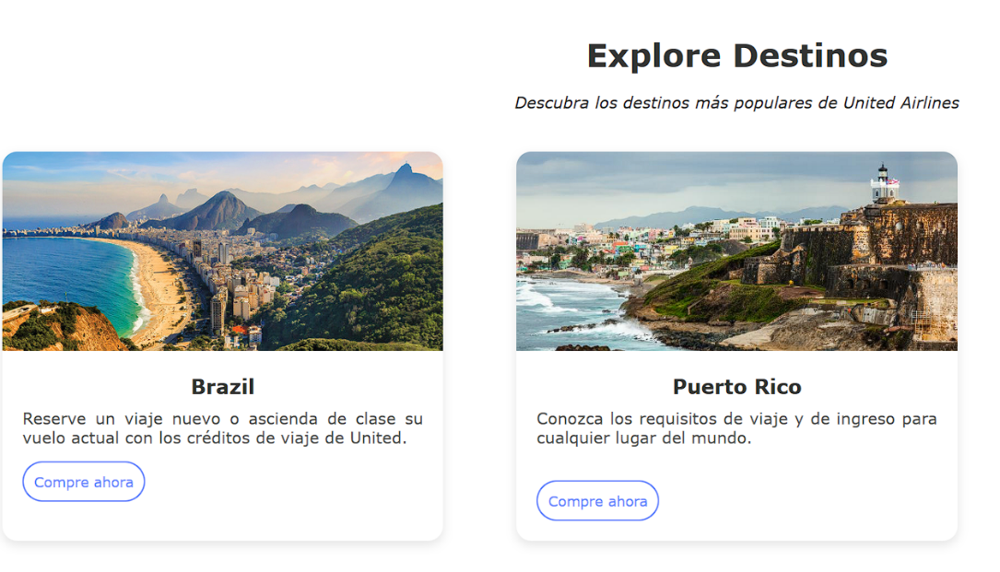 Explore Destinos
Descubra los destinos más populares de United Airlines
Brazil
Reserve un viaje nuevo o ascienda de clase su
vuelo actual con los créditos de viaje de United.
Compre ahora
Puerto Rico
Conozca los requisitos de viaje y de ingreso para
cualquier lugar del mundo.
Compre ahora